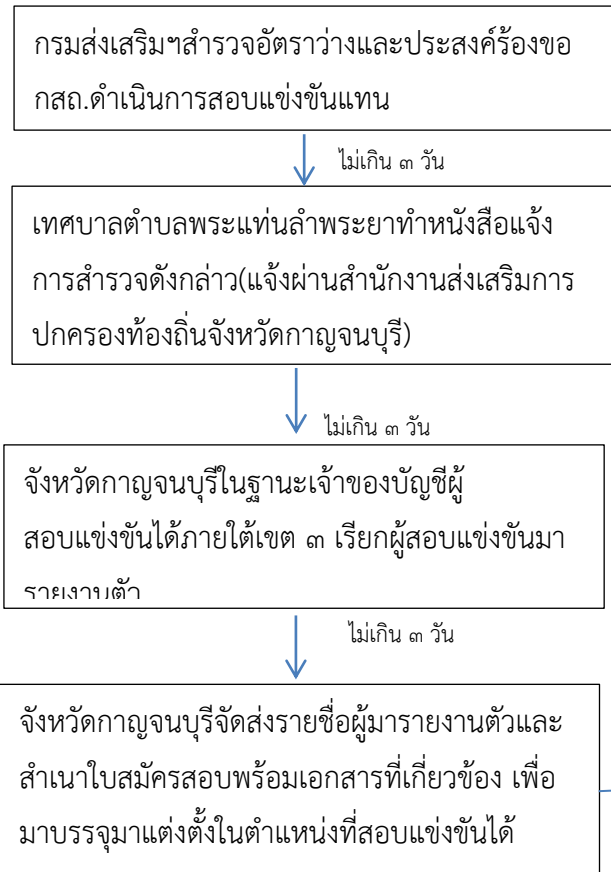 กรมส่งเสริมฯสำรวจอัตราว่างและประสงค์ร้องขอ
กสถ.ดำเนินการสอบแข่งขันแทน
ไม่เกิน ๓ วัน
เทศบาลตำบลพระแท่นลำพระยาทำหนังสือแจ้ง
การสำรวจดังกล่าว(แจ้งผ่านสำนักงานส่งเสริมการ
ปกครองท้องถิ่นจังหวัดกาญจนบุรี)
ไม่เกิน ๓ วัน
จังหวัดกาญจนบุรีในฐานะเจ้าของบัญชีผู้
สอบแข่งขันได้ภายใต้เขต ๓ เรียกผู้สอบแข่งขันมา
รายงานตัว
ไม่เกิน ๓ วัน
จังหวัดกาญจนบุรีจัดส่งรายชื่อผู้มารายงานตัวและ
สำเนาใบสมัครสอบพร้อมเอกสารที่เกี่ยวข้อง เพื่อ
มาบรรจุมาแต่งตั้งในตำแหน่งที่สอบแข่งขันได้